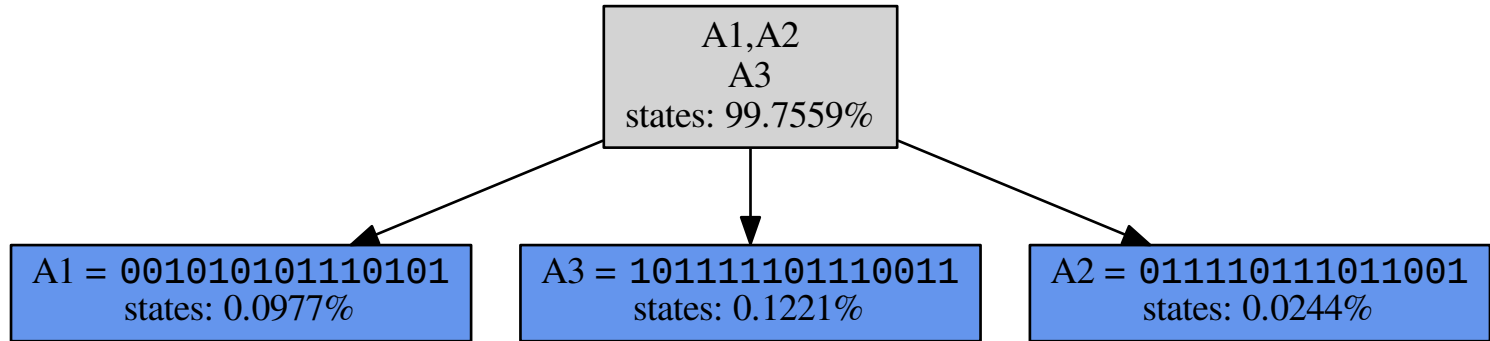 A1,A2
A3
states: 99.7559%
A1 = 001010101110101
states: 0.0977%
A3 = 101111101110011
states: 0.1221%
A2 = 011110111011001
states: 0.0244%